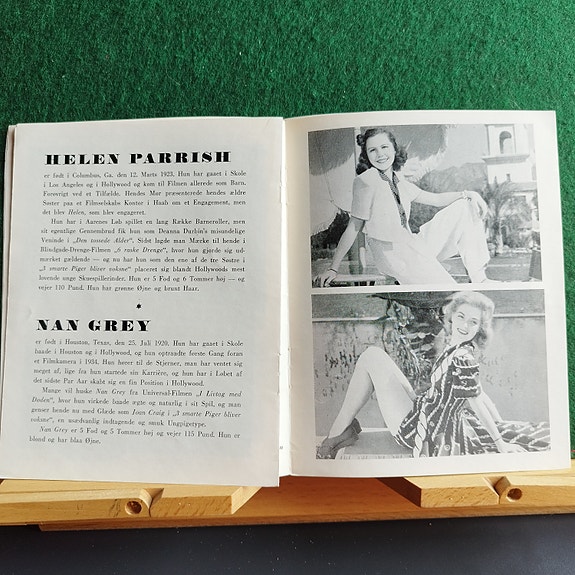 HELEN PARRISH
er født i Columbus, Ga. den 12. Marts 1923. Hun har gaaet i Skole
i Los Angeles og i Hollywood og kom til Filmen allerede som Barn.
Forøvrigt ved et Tilfælde. Hendes Mor præsenterede hendes ældre
Søster paa et Filmselskabs Kontor i Haab om et Engagement, men
det blev Helen, som blev engageret.
Hun har i Aarenes Løb spillet en lang Række Barneroller, men
sit egentlige Gennembrud fik hun som Deanna Durbin's misundelige
Veninde i „Den tossede Alder“. Sidst lagde man Mærke til hende i
Blindgade-Drenge-Filmen „6 raske Drenge“, hvor hun gjorde sig ud-
mærket gældende — og nu har hun som den ene af de tre Søstre i
„3 smarte Piger bliver voksne“ placeret sig blandt Hollywoods mest
lovende unge Skuespillerinder. Hun er 5 Fod og 6 Tommer høj — og
vejer 110 Pund. Hun har grønne Øjne og brunt Haar.
*
NAN GREY
er født i Houston, Texas, den 25. Juli 1920. Hun har gaaet i Skole
baade i Houston og i Hollywood, og hun optraadte første Gang foran
et Filmkamera i 1934. Hun hører til de Stjerner, man har ventet sig
meget af, lige fra hun startede sin Karriére, og hun har i Løbet af
det sidste Par Aar skabt sig en fin Position i Hollywood.
Mange vil huske Nan Grey fra Universal-Filmen „I Livtag med
Døden“, hvor hun virkede baade ægte og naturlig i sit Spil, og man
genser hende nu med Glæde som Joan Craig i „3 smarte Piger bliver
voksne“, en usædvanlig indtagende og smuk Ungpigetype.
Nan Grey er 5 Fod og 5 Tommer høj og vejer 115 Pund. Hun er
blond og har blaa Øjne.